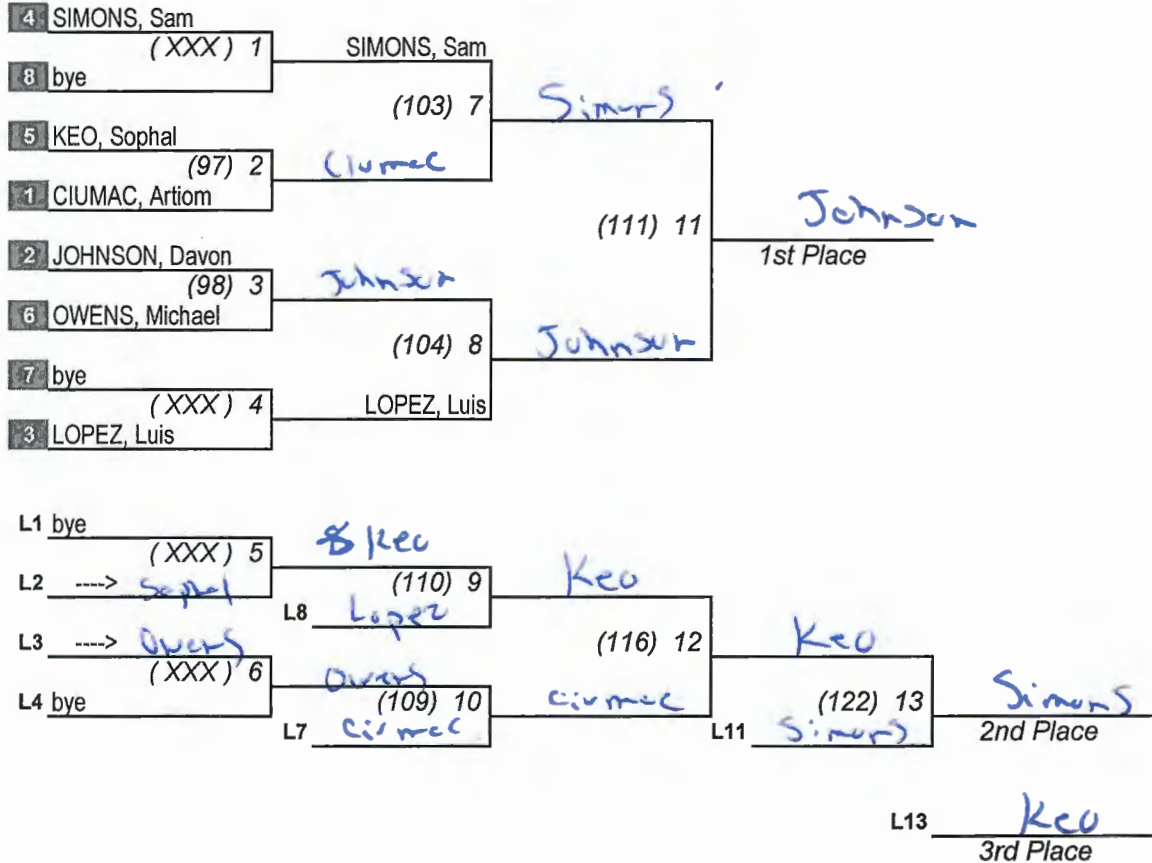 4 SIMONS, Sam
(XXX) 1
SIMONS, Sam
8 bye
(103) 7
Simons
5 KEO, Sophal
(97) 2
Ciumac
1 CIUMAC, Artiom
(111) 11
Johnson
1st Place
2 JOHNSON, Davon
(98) 3
Johnson
6 OWENS, Michael
(104) 8
Johnson
7 bye
(XXX) 4
LOPEZ, Luis
3 LOPEZ, Luis
L1 bye
(XXX) 5
Keo
L2 ----> Sophal
(110) 9
Keo
L8 Lopez
L3 ----> Owens
(116) 12
Keo
(XXX) 6
Owens
L4 bye
(109) 10
Ciumac
(122) 13
Simons
L7 Ciumac
L11 Simons
2nd Place
L13 Keo
3rd Place